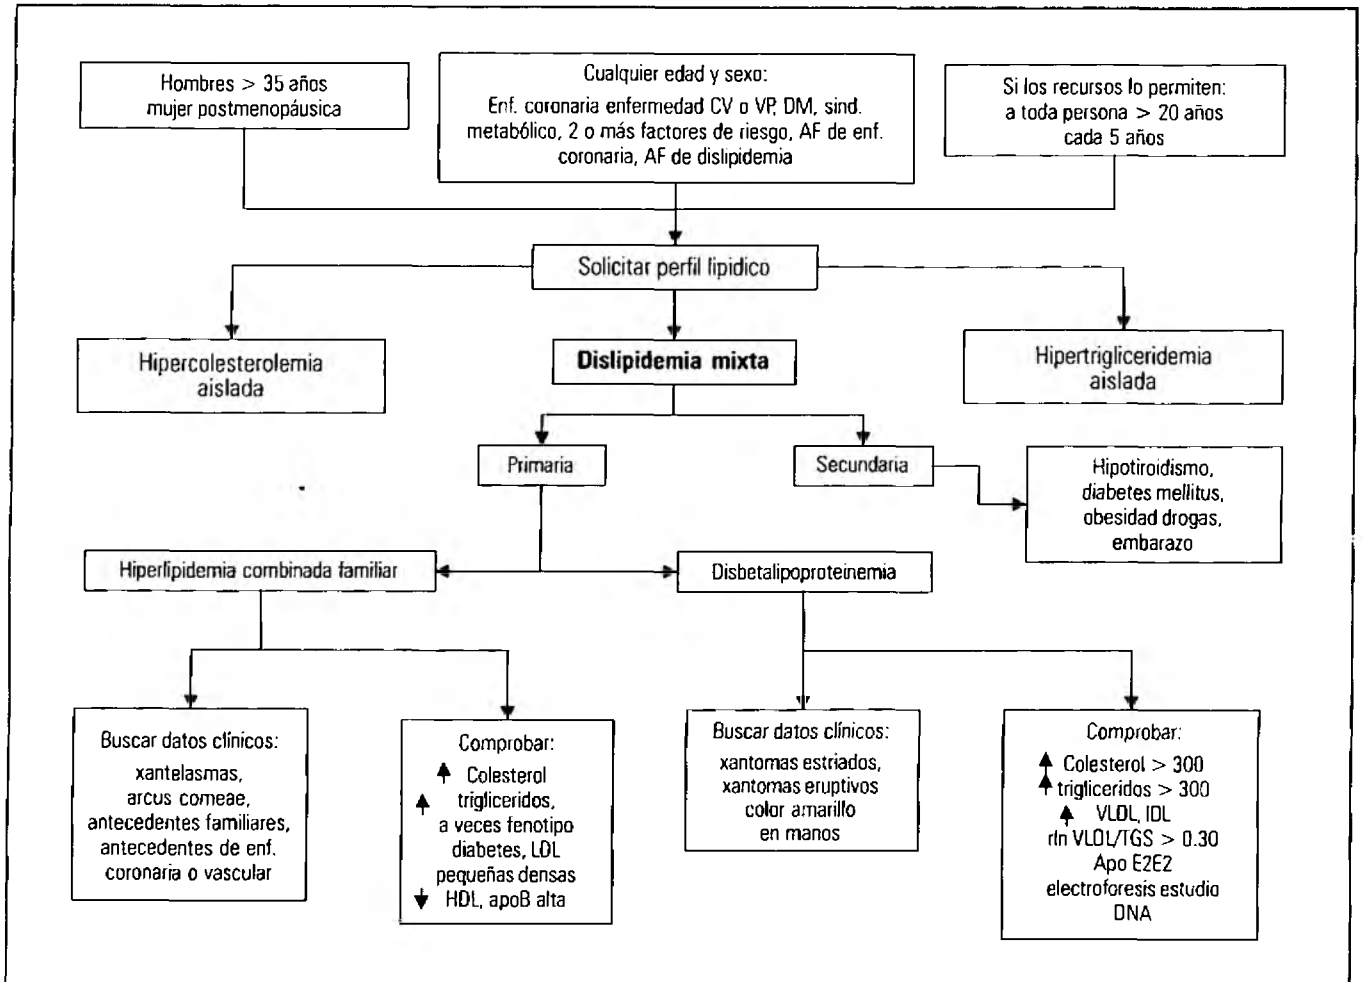 Hombres > 35 años
mujer postmenopáusica
Cualquier edad y sexo:
Enf. coronaria enfermedad CV o VP, DM, sind.
metabólico, 2 o más factores de riesgo, AF de enf.
coronaria, AF de dislipidemia
Si los recursos lo permiten:
a toda persona > 20 años
cada 5 años
Solicitar perfil lipidico
Hipercolesterolemia
aislada
Dislipidemia mixta
Hipertrigliceridemia
aislada
Primaria
Secundaria
Hipotiroidismo,
diabetes mellitus,
obesidad drogas,
embarazo
Hiperlipidemia combinada familiar
Disbetalipoproteinemia
Buscar datos clínicos:
xantelasmas,
arcus corneae,
antecedentes familiares,
antecedentes de enf.
coronaria o vascular
Comprobar:
↑ Colesterol
↑ trigliceridos,
a veces fenotipo
diabetes, LDL
pequeñas densas
↓ HDL, apoB alta
Buscar datos clínicos:
xantomas estriados,
xantomas eruptivos
color amarillo
en manos
Comprobar:
↑ Colesterol > 300
↑ trigliceridos > 300
↑ VLDL, IDL
rln VLDL/TGS > 0.30
Apo E2E2
electroforesis estudio
DNA